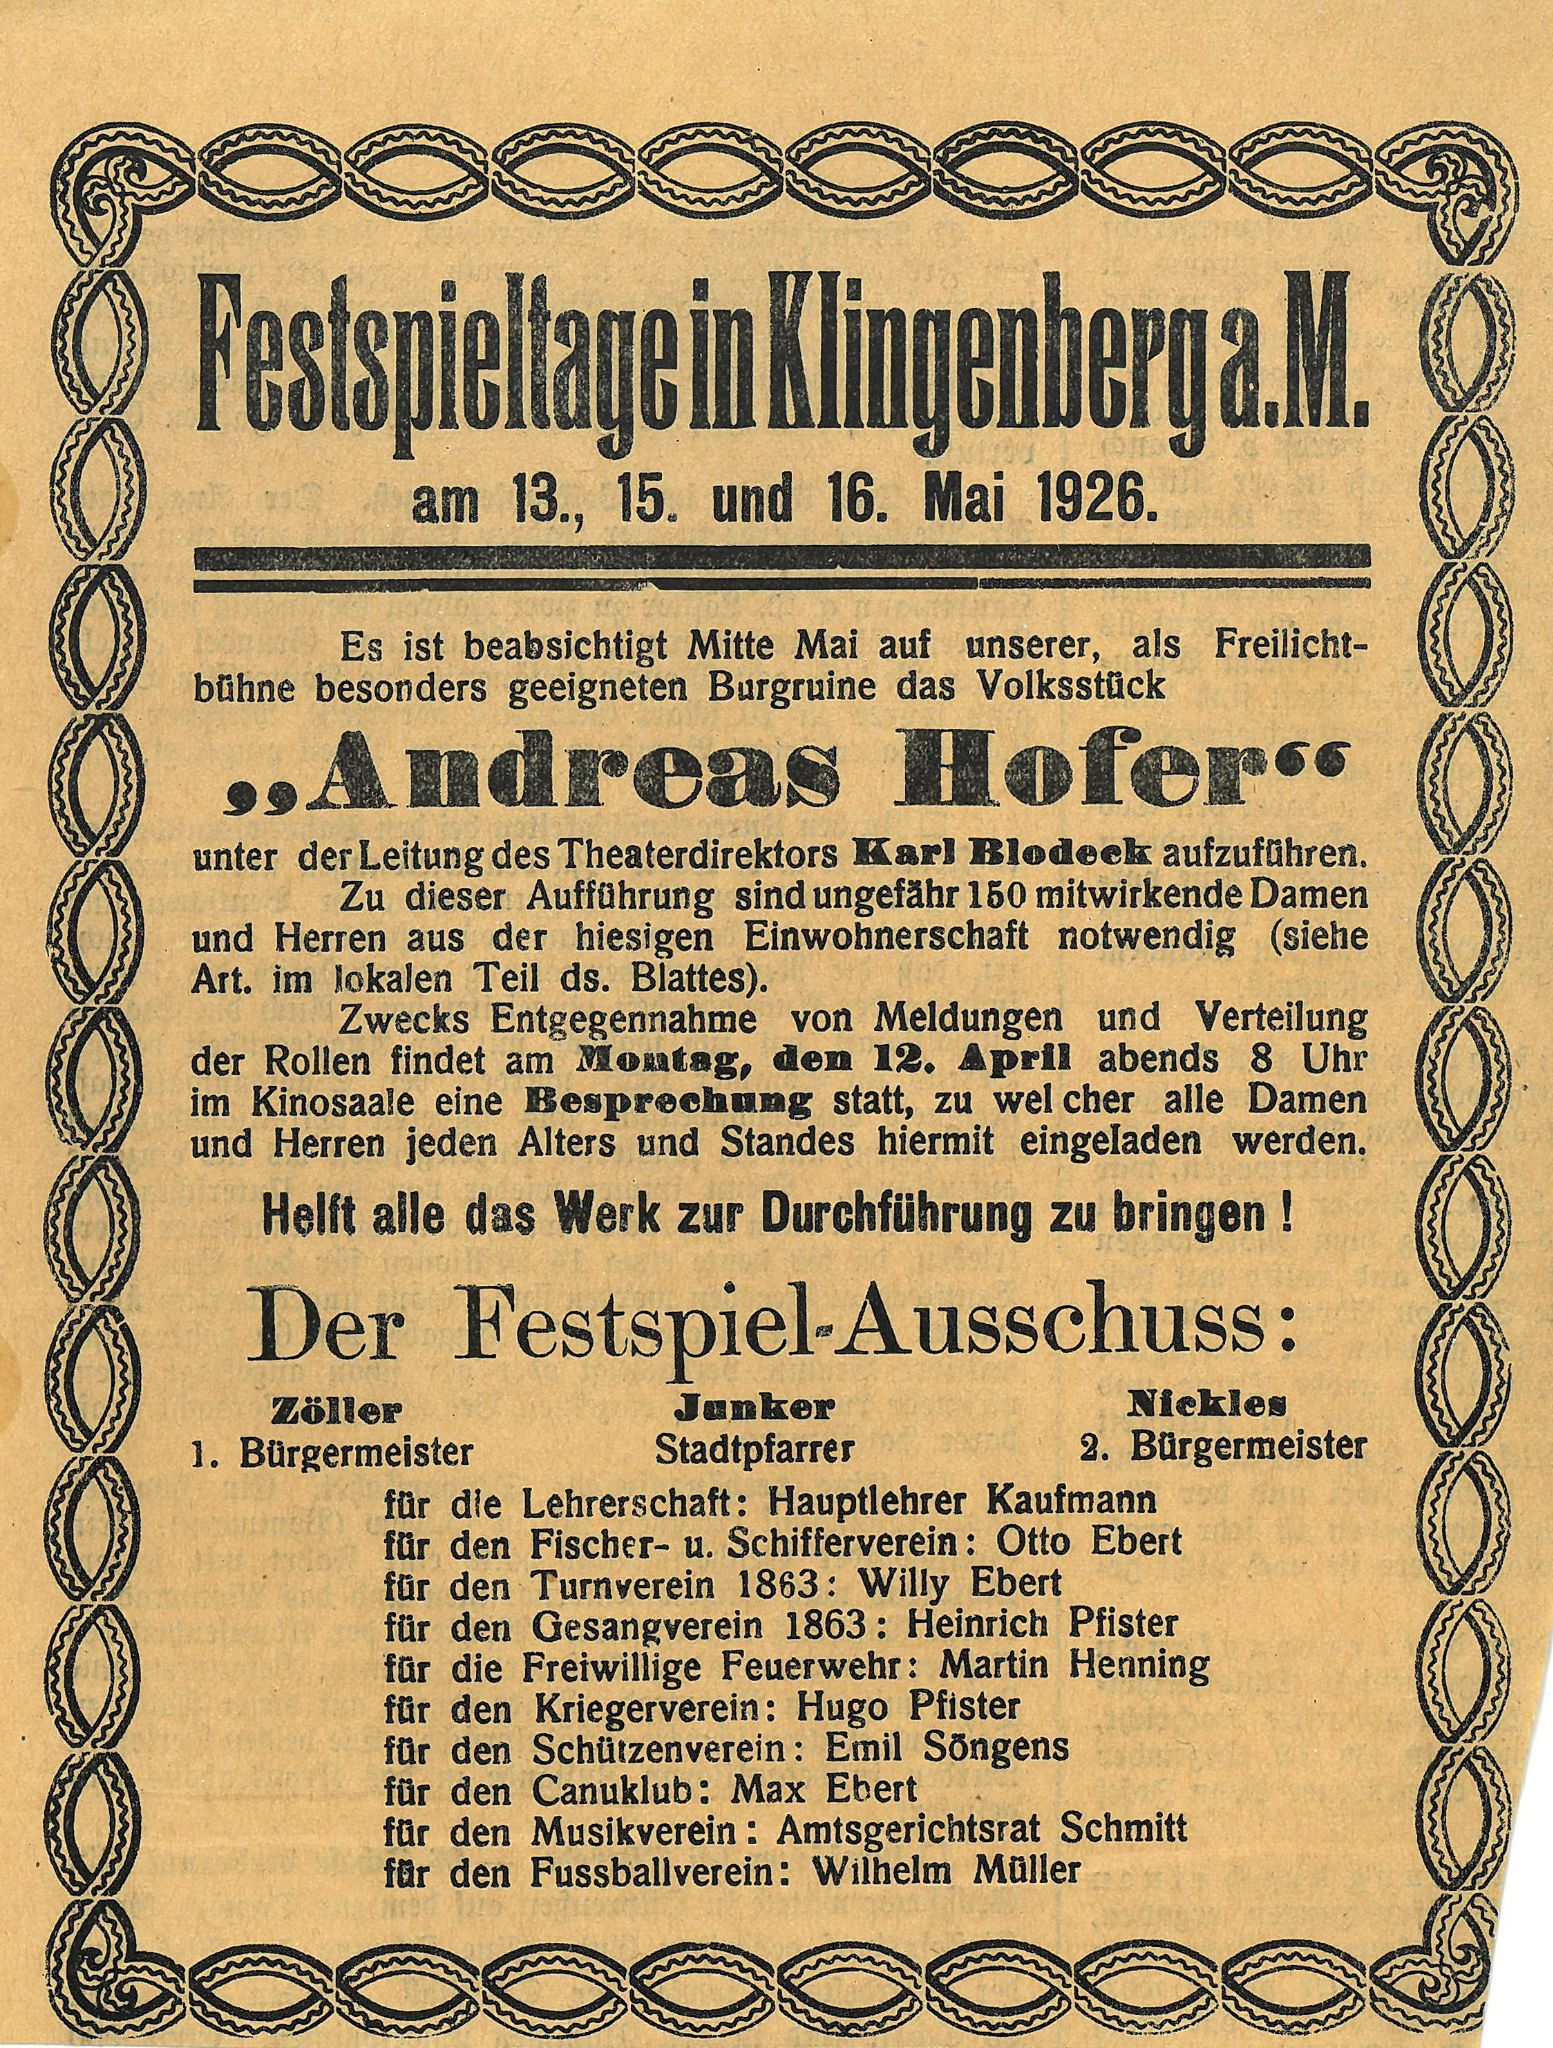 Festspieltage in Klingenberg a. M.
am 13., 15. und 16. Mai 1926.
Es ist beabsichtigt Mitte Mai auf unserer, als Freilicht-
bühne besonders geeigneten Burgruine das Volksstück
„Andreas Hofer“
unter der Leitung des Theaterdirektors Karl Blodeck aufzuführen.
Zu dieser Aufführung sind ungefähr 150 mitwirkende Damen
und Herren aus der hiesigen Einwohnerschaft notwendig (siehe
Art. im lokalen Teil ds. Blattes).
Zwecks Entgegennahme von Meldungen und Verteilung
der Rollen findet am Montag, den 12. April abends 8 Uhr
im Kinosaale eine Besprechung statt, zu wel cher alle Damen
und Herren jeden Alters und Standes hiermit eingeladen werden.
Helft alle das Werk zur Durchführung zu bringen !
Der Festspiel-Ausschuss:
Zöller Junker Nickles
1. Bürgermeister Stadtpfarrer 2. Bürgermeister
für die Lehrerschaft: Hauptlehrer Kaufmann
für den Fischer- u. Schifferverein: Otto Ebert
für den Turnverein 1863: Willy Ebert
für den Gesangverein 1863: Heinrich Pfister
für die Freiwillige Feuerwehr: Martin Henning
für den Kriegerverein: Hugo Pfister
für den Schützenverein: Emil Söngens
für den Canuklub: Max Ebert
für den Musikverein: Amtsgerichtsrat Schmitt
für den Fussballverein: Wilhelm Müller